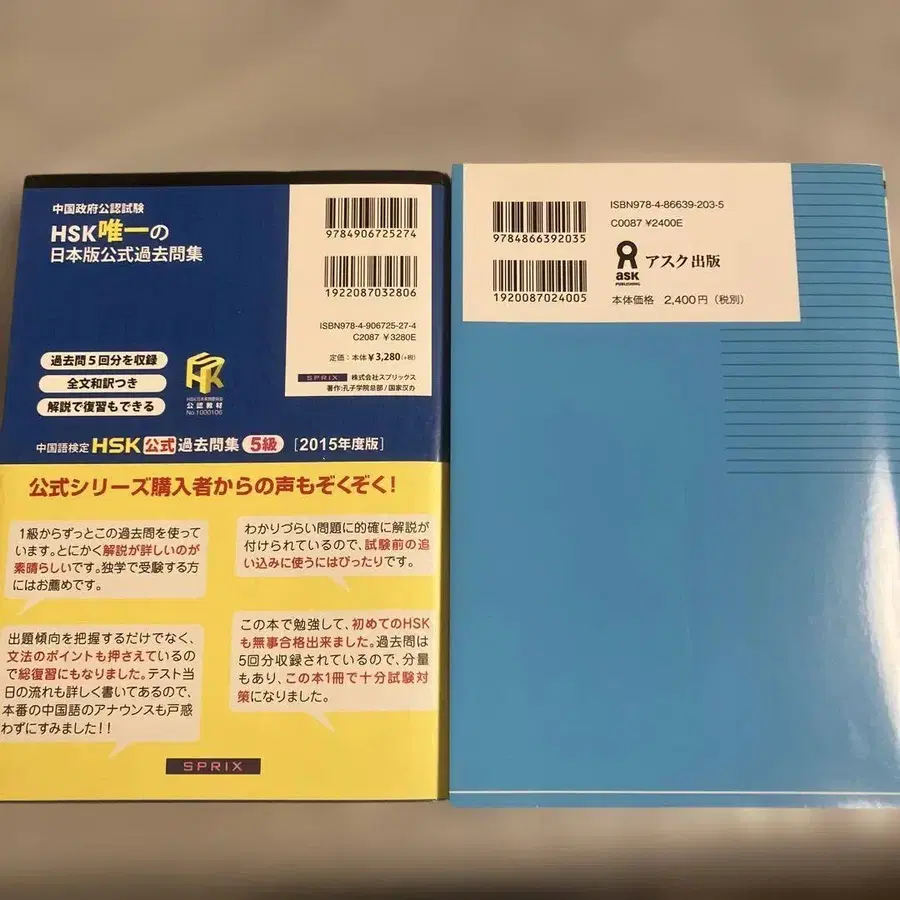 中国政府公認試験
HSK唯一の
日本版公式過去問集
過去問5回分を収録
全文和訳つき
解説で復習もできる
公認教材
No.1000106
9784906725274
1922087032806
ISBN978-4-906725-27-4
C2087 ¥3280E
定価:本体¥3,280(+税)
SPRIX 株式会社スプリックス
著作:孔子学院总部/国家汉办
中国語検定 HSK 公式 過去問集 5級 [2015年度版]
公式シリーズ購入者からの声もぞくぞく!
1級からずっとこの過去問を使って
います。とにかく解説が詳しいのが
素晴らしいです。独学で受験する方
にはお薦めです。
わかりづらい問題に的確に解説が
付けられているので、試験前の追
い込みに使うにはぴったりです。
出題傾向を把握するだけでなく、
文法のポイントも押さえているの
で総復習にもなりました。テスト当
日の流れも詳しく書いてあるので、
本番の中国語のアナウンスも戸惑
わずにすみました!!
この本で勉強して、初めてのHSK
も無事合格出来ました。過去問は
5回分収録されているので、分量
もあり、この本1冊で十分試験対
策になりました。
SPRIX
9784866392035
1920087024005
ISBN978-4-86639-203-5
C0087 ¥2400E
ask
PUBLISHING
アスク出版
本体価格 2,400円(税別)